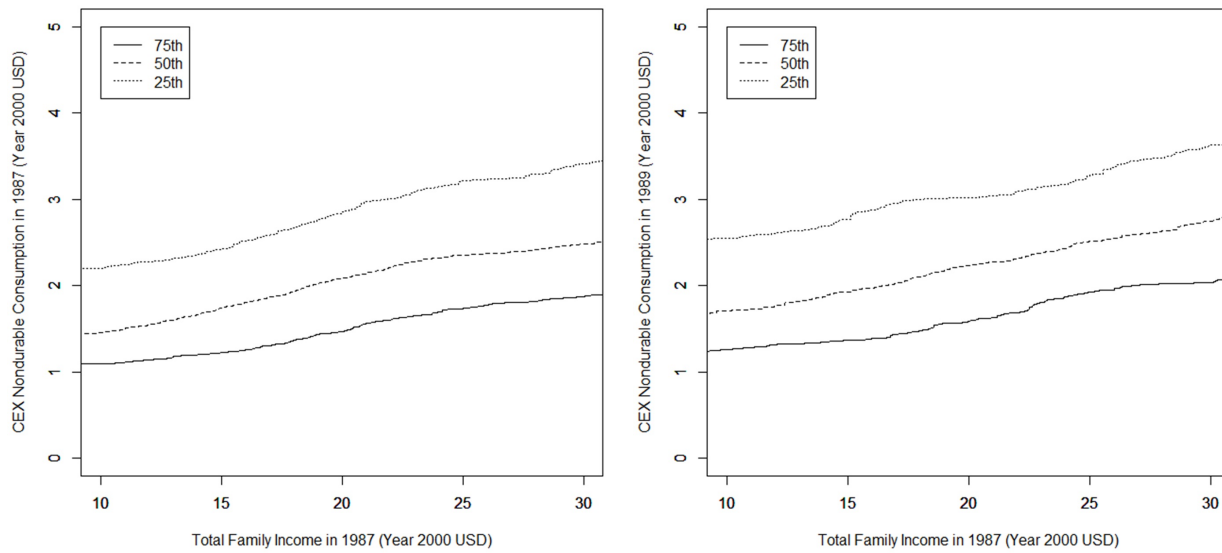 CEX Nondurable Consumption in 1987 (Year 2000 USD)
5
4
3
2
1
0
75th
50th
25th
10 15 20 25 30
Total Family Income in 1987 (Year 2000 USD)
CEX Nondurable Consumption in 1989 (Year 2000 USD)
5
4
3
2
1
0
75th
50th
25th
10 15 20 25 30
Total Family Income in 1987 (Year 2000 USD)